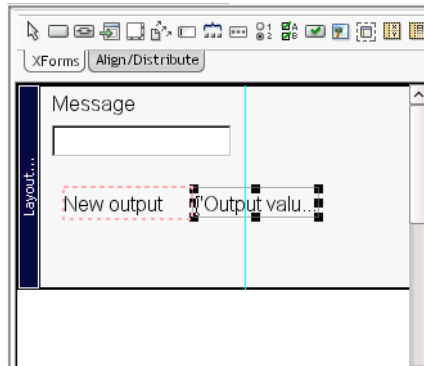 XForms Align/Distribute
Message
Layout...
New output ['Output valu...